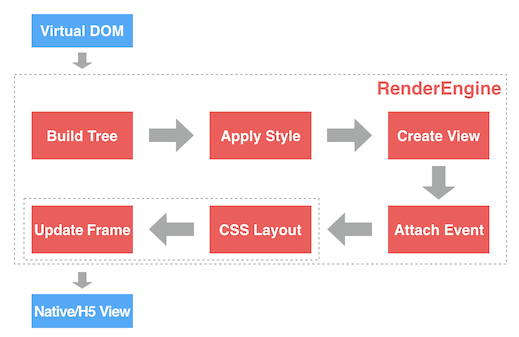 Virtual DOM
RenderEngine
Build Tree
Apply Style
Create View
Update Frame
CSS Layout
Attach Event
Native/H5 View